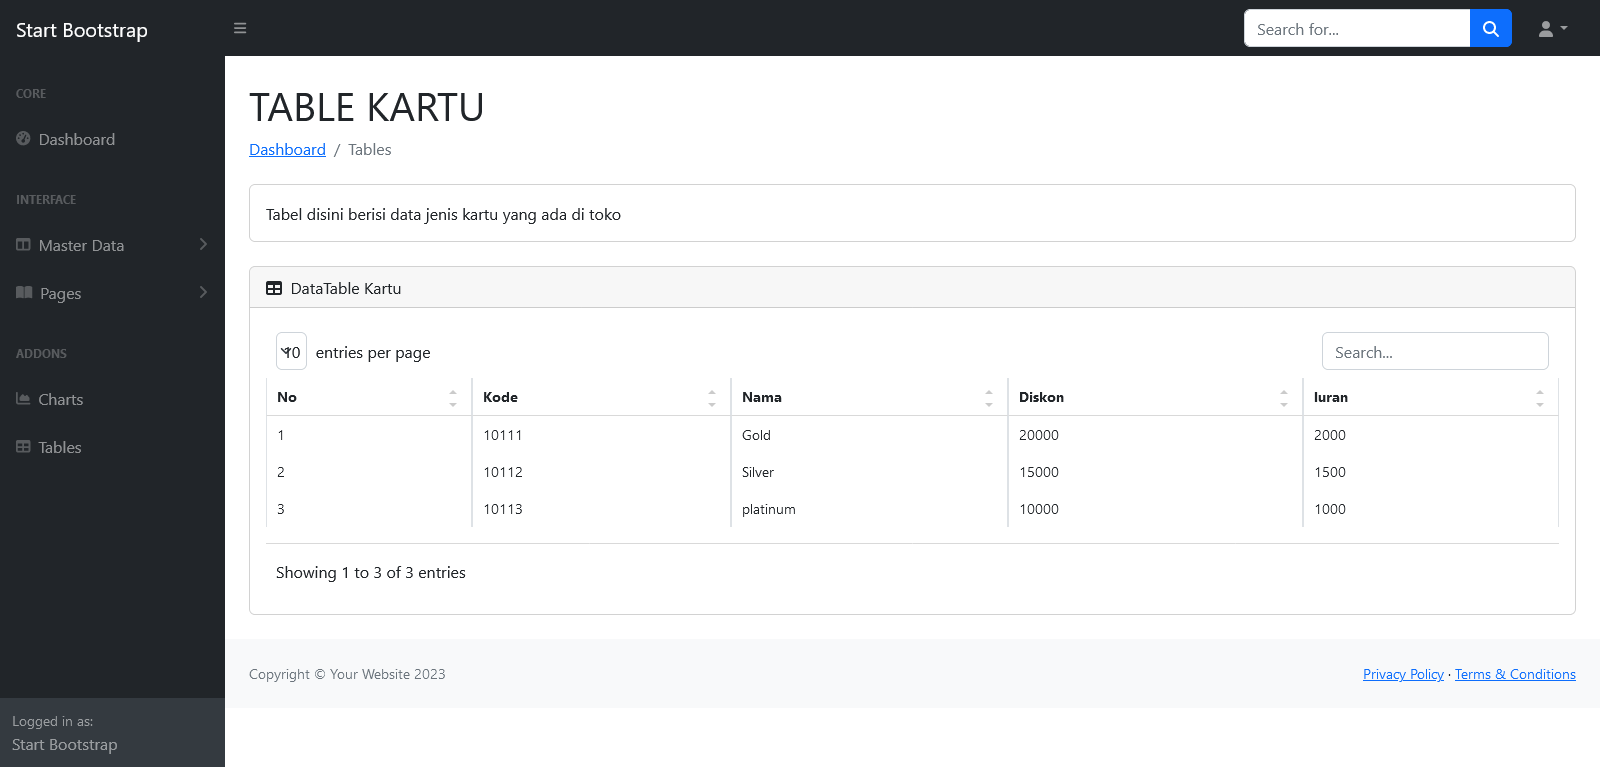 Start Bootstrap
Search for...
CORE
Dashboard
INTERFACE
Master Data
Pages
ADDONS
Charts
Tables
Logged in as:
Start Bootstrap
TABLE KARTU
Dashboard / Tables
Tabel disini berisi data jenis kartu yang ada di toko
DataTable Kartu
10 entries per page
Search...
No Kode Nama Diskon Iuran
1 10111 Gold 20000 2000
2 10112 Silver 15000 1500
3 10113 platinum 10000 1000
Showing 1 to 3 of 3 entries
Copyright © Your Website 2023
Privacy Policy · Terms & Conditions